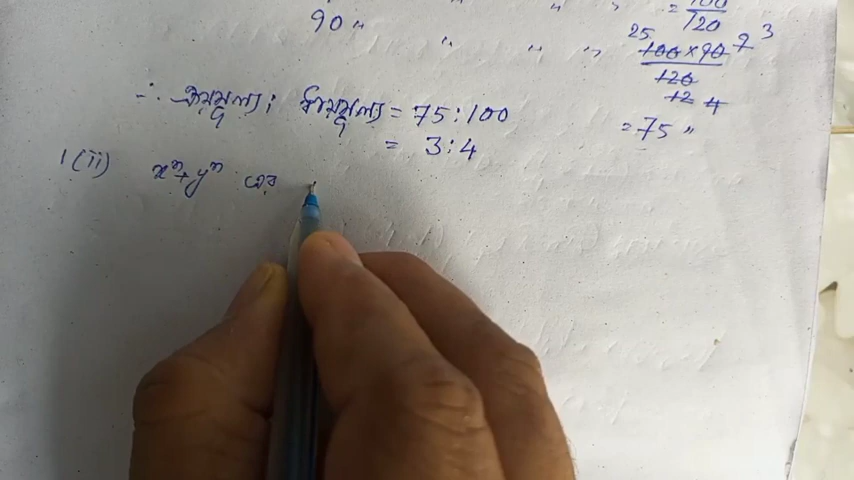 = 100/120
90 "
" " "
25 100 × 90 3
120
12 4
= 75 "
∴ ক্রয়মূল্য : বিক্রয়মূল্য = 75 : 100
= 3 : 4
1(ii) xⁿ + yⁿ এর